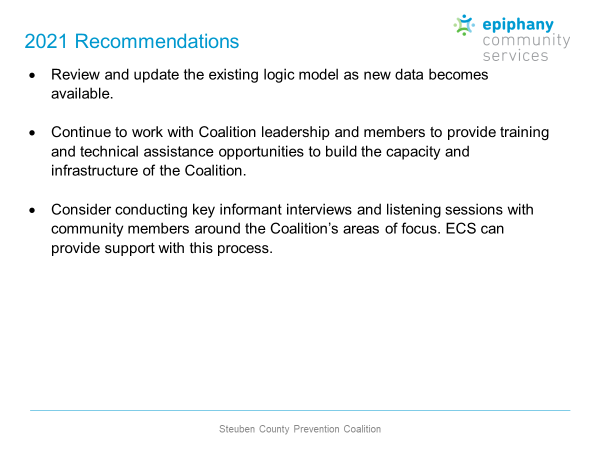 epiphany
community
services
2021 Recommendations
• Review and update the existing logic model as new data becomes
available.
• Continue to work with Coalition leadership and members to provide training
and technical assistance opportunities to build the capacity and
infrastructure of the Coalition.
• Consider conducting key informant interviews and listening sessions with
community members around the Coalition’s areas of focus. ECS can
provide support with this process.
Steuben County Prevention Coalition